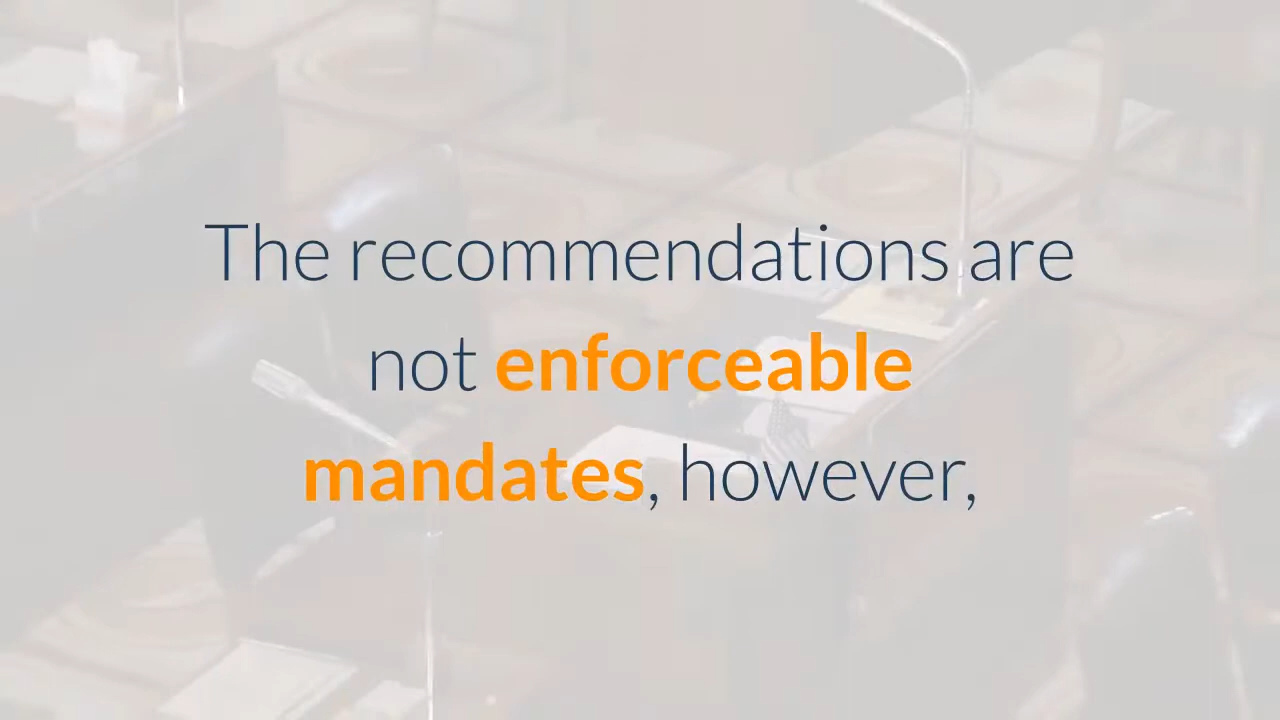 The recommendations are
not enforceable
mandates, however,